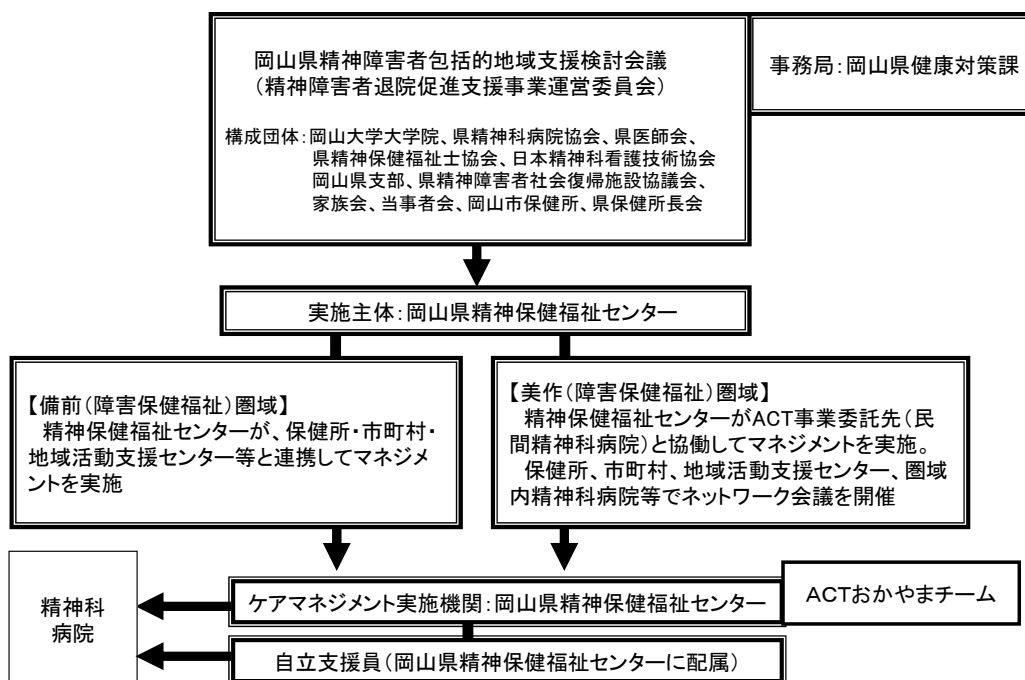 岡山県精神障害者包括的地域支援検討会議
（精神障害者退院促進支援事業運営委員会）
構成団体：岡山大学大学院、県精神科病院協会、県医師会、
県精神保健福祉士協会、日本精神科看護技術協会
岡山県支部、県精神障害者社会復帰施設協議会、
家族会、当事者会、岡山市保健所、県保健所長会
事務局：岡山県健康対策課
実施主体：岡山県精神保健福祉センター
【備前（障害保健福祉）圏域】
精神保健福祉センターが、保健所・市町村・
地域活動支援センター等と連携してマネジメ
ントを実施
【美作（障害保健福祉）圏域】
精神保健福祉センターがACT事業委託先（民
間精神科病院）と協働してマネジメントを実施。
保健所、市町村、地域活動支援センター、圏域
内精神科病院等でネットワーク会議を開催
精神科
病院
ケアマネジメント実施機関：岡山県精神保健福祉センター
ACTおかやまチーム
自立支援員（岡山県精神保健福祉センターに配属）